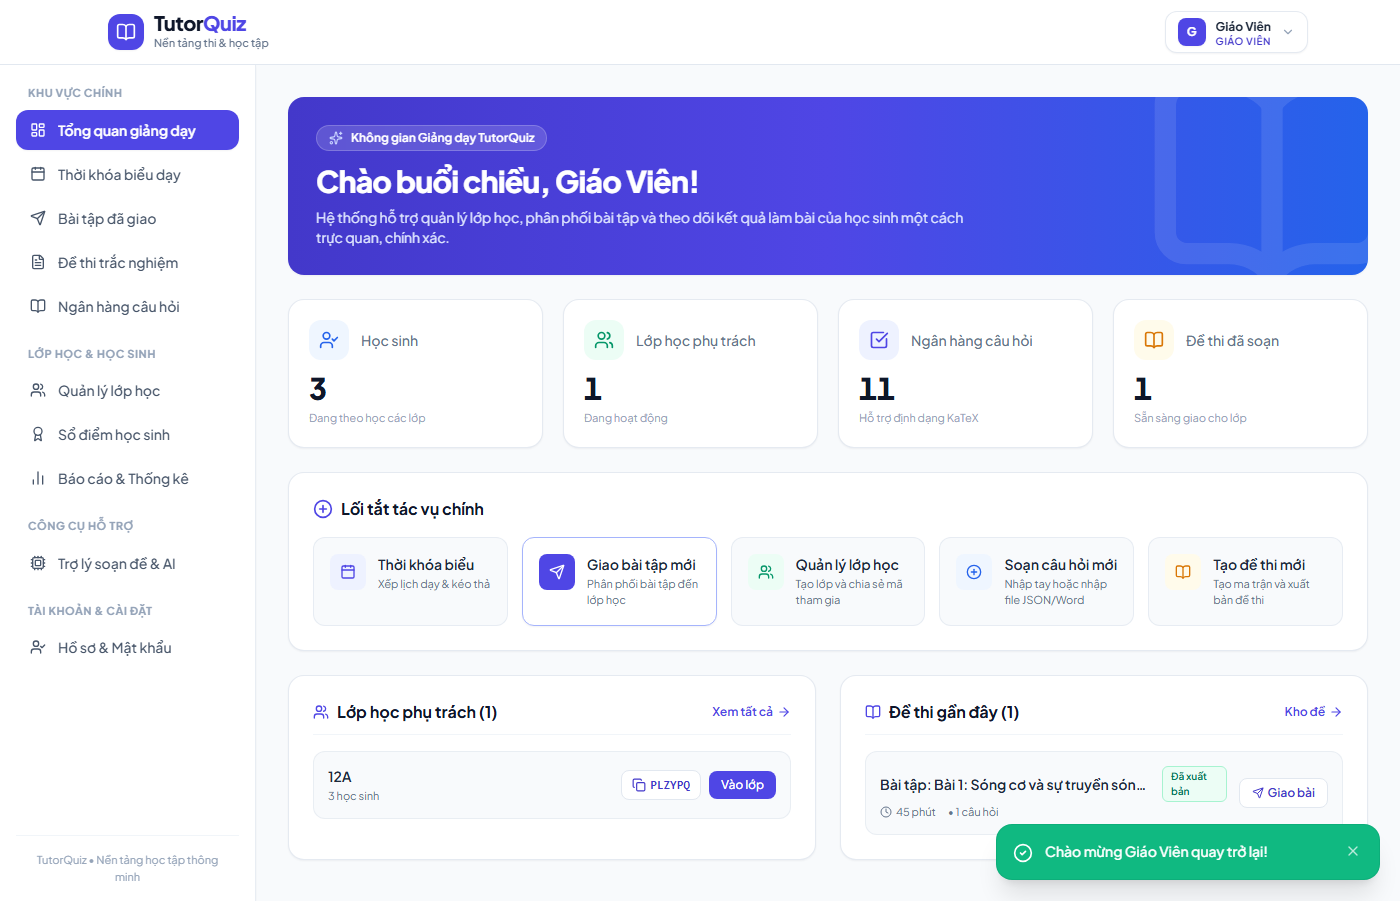 TutorQuiz
Nền tảng thi & học tập
G
Giáo Viên
GIÁO VIÊN
KHU VỰC CHÍNH
Tổng quan giảng dạy
Thời khóa biểu dạy
Bài tập đã giao
Đề thi trắc nghiệm
Ngân hàng câu hỏi
LỚP HỌC & HỌC SINH
Quản lý lớp học
Sổ điểm học sinh
Báo cáo & Thống kê
CÔNG CỤ HỖ TRỢ
Trợ lý soạn đề & AI
TÀI KHOẢN & CÀI ĐẶT
Hồ sơ & Mật khẩu
TutorQuiz • Nền tảng học tập thông
minh
Không gian Giảng dạy TutorQuiz
Chào buổi chiều, Giáo Viên!
Hệ thống hỗ trợ quản lý lớp học, phân phối bài tập và theo dõi kết quả làm bài của học sinh một cách
trực quan, chính xác.
Học sinh
3
Đang theo học các lớp
Lớp học phụ trách
1
Đang hoạt động
Ngân hàng câu hỏi
11
Hỗ trợ định dạng KaTeX
Đề thi đã soạn
1
Sẵn sàng giao cho lớp
Lối tắt tác vụ chính
Thời khóa biểu
Xếp lịch dạy & kéo thả
Giao bài tập mới
Phân phối bài tập đến
lớp học
Quản lý lớp học
Tạo lớp và chia sẻ mã
tham gia
Soạn câu hỏi mới
Nhập tay hoặc nhập
file JSON/Word
Tạo đề thi mới
Tạo ma trận và xuất
bản đề thi
Lớp học phụ trách (1)
Xem tất cả
12A
3 học sinh
PLZYPQ
Vào lớp
Đề thi gần đây (1)
Kho đề
Bài tập: Bài 1: Sóng cơ và sự truyền són...
Đã xuất
bản
45 phút • 1 câu hỏi
Giao bài
Chào mừng Giáo Viên quay trở lại!